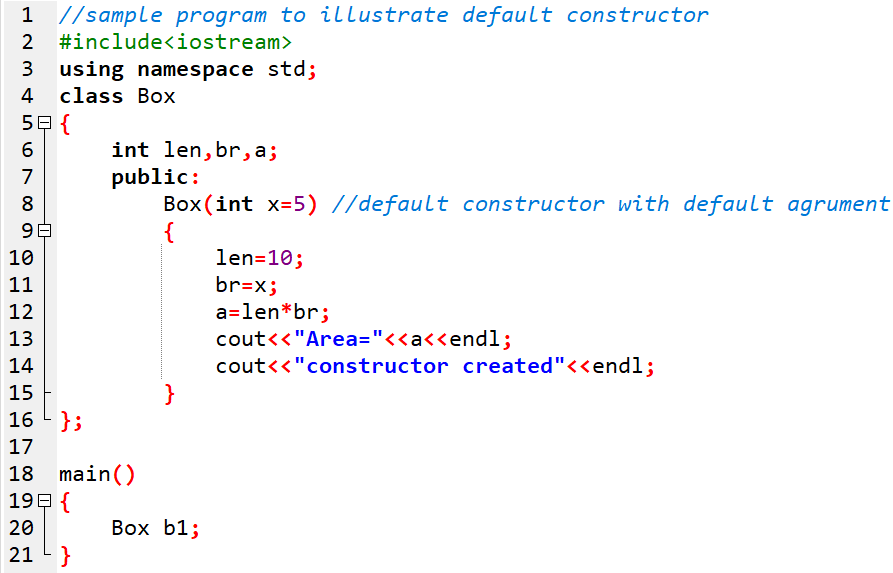 1 //sample program to illustrate default constructor
2 #include<iostream>
3 using namespace std;
4 class Box
5 {
6 int len,br,a;
7 public:
8 Box(int x=5) //default constructor with default agrument
9 {
10 len=10;
11 br=x;
12 a=len*br;
13 cout<<"Area="<<a<<endl;
14 cout<<"constructor created"<<endl;
15 }
16 };
17
18 main()
19 {
20 Box b1;
21 }